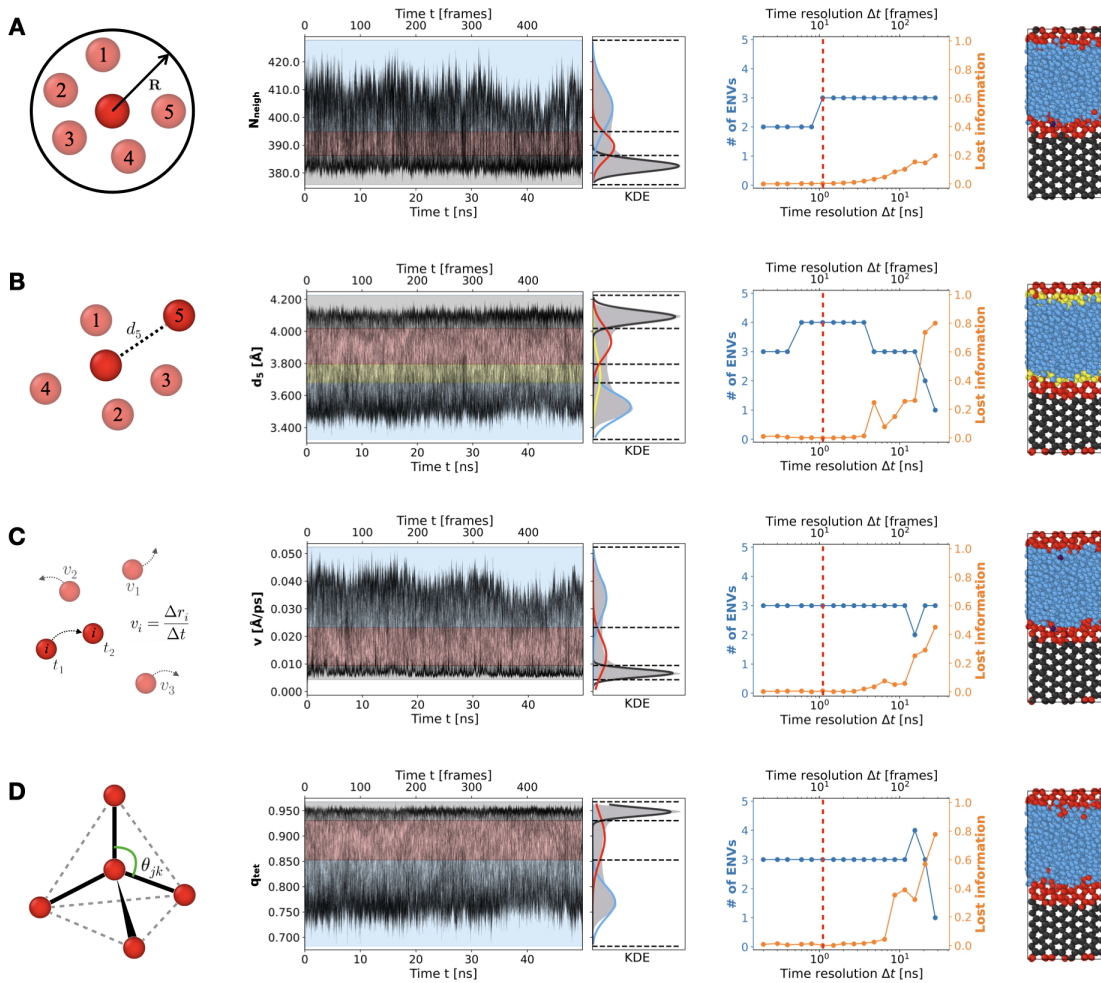 A
1
2
R
5
3
4
Time t [frames]
0 100 200 300 400
420.0
410.0
400.0
390.0
380.0
N_neigh
0 10 20 30 40
Time t [ns]
KDE
Time resolution Δt [frames]
10¹ 10²
5
4
3
2
1
0
# of ENVs
1.0
0.8
0.6
0.4
0.2
0.0
Lost information
10⁰ 10¹
Time resolution Δt [ns]
B
1
5
d₅
4
3
2
Time t [frames]
0 100 200 300 400
4.200
4.000
3.800
3.600
3.400
d₅ [Å]
0 10 20 30 40
Time t [ns]
KDE
Time resolution Δt [frames]
10¹ 10²
5
4
3
2
1
0
# of ENVs
1.0
0.8
0.6
0.4
0.2
0.0
Lost information
10⁰ 10¹
Time resolution Δt [ns]
C
v₂
v₁
i
i
t₁
t₂
vᵢ = Δrᵢ / Δt
v₃
Time t [frames]
0 100 200 300 400
0.050
0.040
0.030
0.020
0.010
0.000
v [Å/ps]
0 10 20 30 40
Time t [ns]
KDE
Time resolution Δt [frames]
10¹ 10²
5
4
3
2
1
0
# of ENVs
1.0
0.8
0.6
0.4
0.2
0.0
Lost information
10⁰ 10¹
Time resolution Δt [ns]
D
θ_jk
Time t [frames]
0 100 200 300 400
0.950
0.900
0.850
0.800
0.750
0.700
q_tet
0 10 20 30 40
Time t [ns]
KDE
Time resolution Δt [frames]
10¹ 10²
5
4
3
2
1
0
# of ENVs
1.0
0.8
0.6
0.4
0.2
0.0
Lost information
10⁰ 10¹
Time resolution Δt [ns]